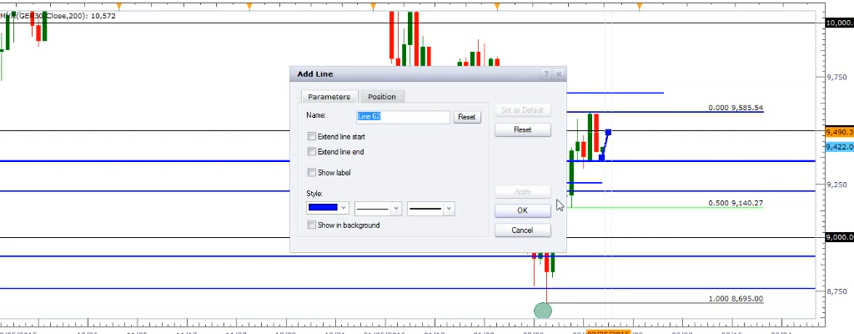 MVA(GER30.Close,200): 10,572
10,000.
9,750
0.000 9,585.54
9,490.3
9,422.0
9,250
0.500 9,140.27
9,000.0
8,750
1.000 8,695.00
Add Line
Parameters
Position
Name:
Line 63
Reset
Set as Default
Reset
Extend line start
Extend line end
Show label
Style:
Show in background
Apply
OK
Cancel